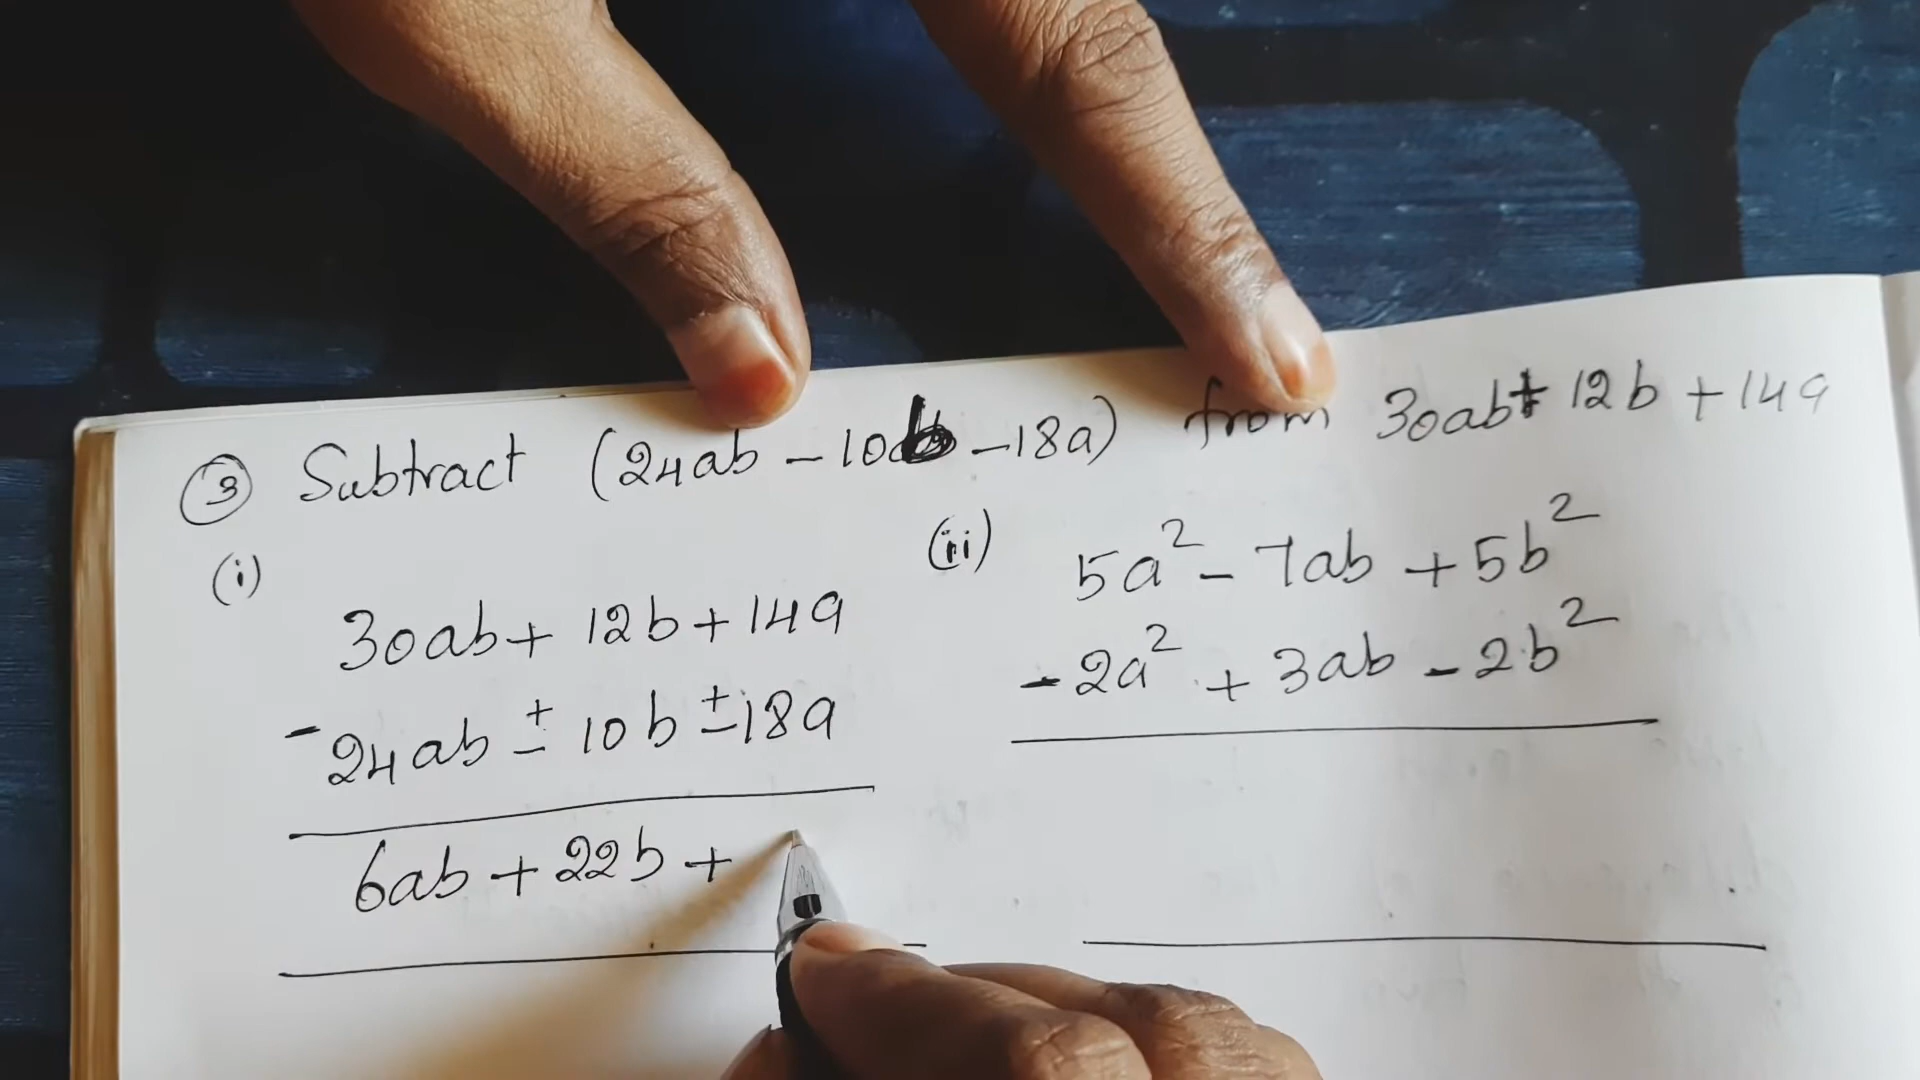 ③ Subtract (24ab - 10b - 18a) from 30ab + 12b + 14a
(i)
30ab + 12b + 14a
- 24ab ± 10b ± 18a
6ab + 22b +
(ii)
5a² - 7ab + 5b²
- 2a² + 3ab - 2b²